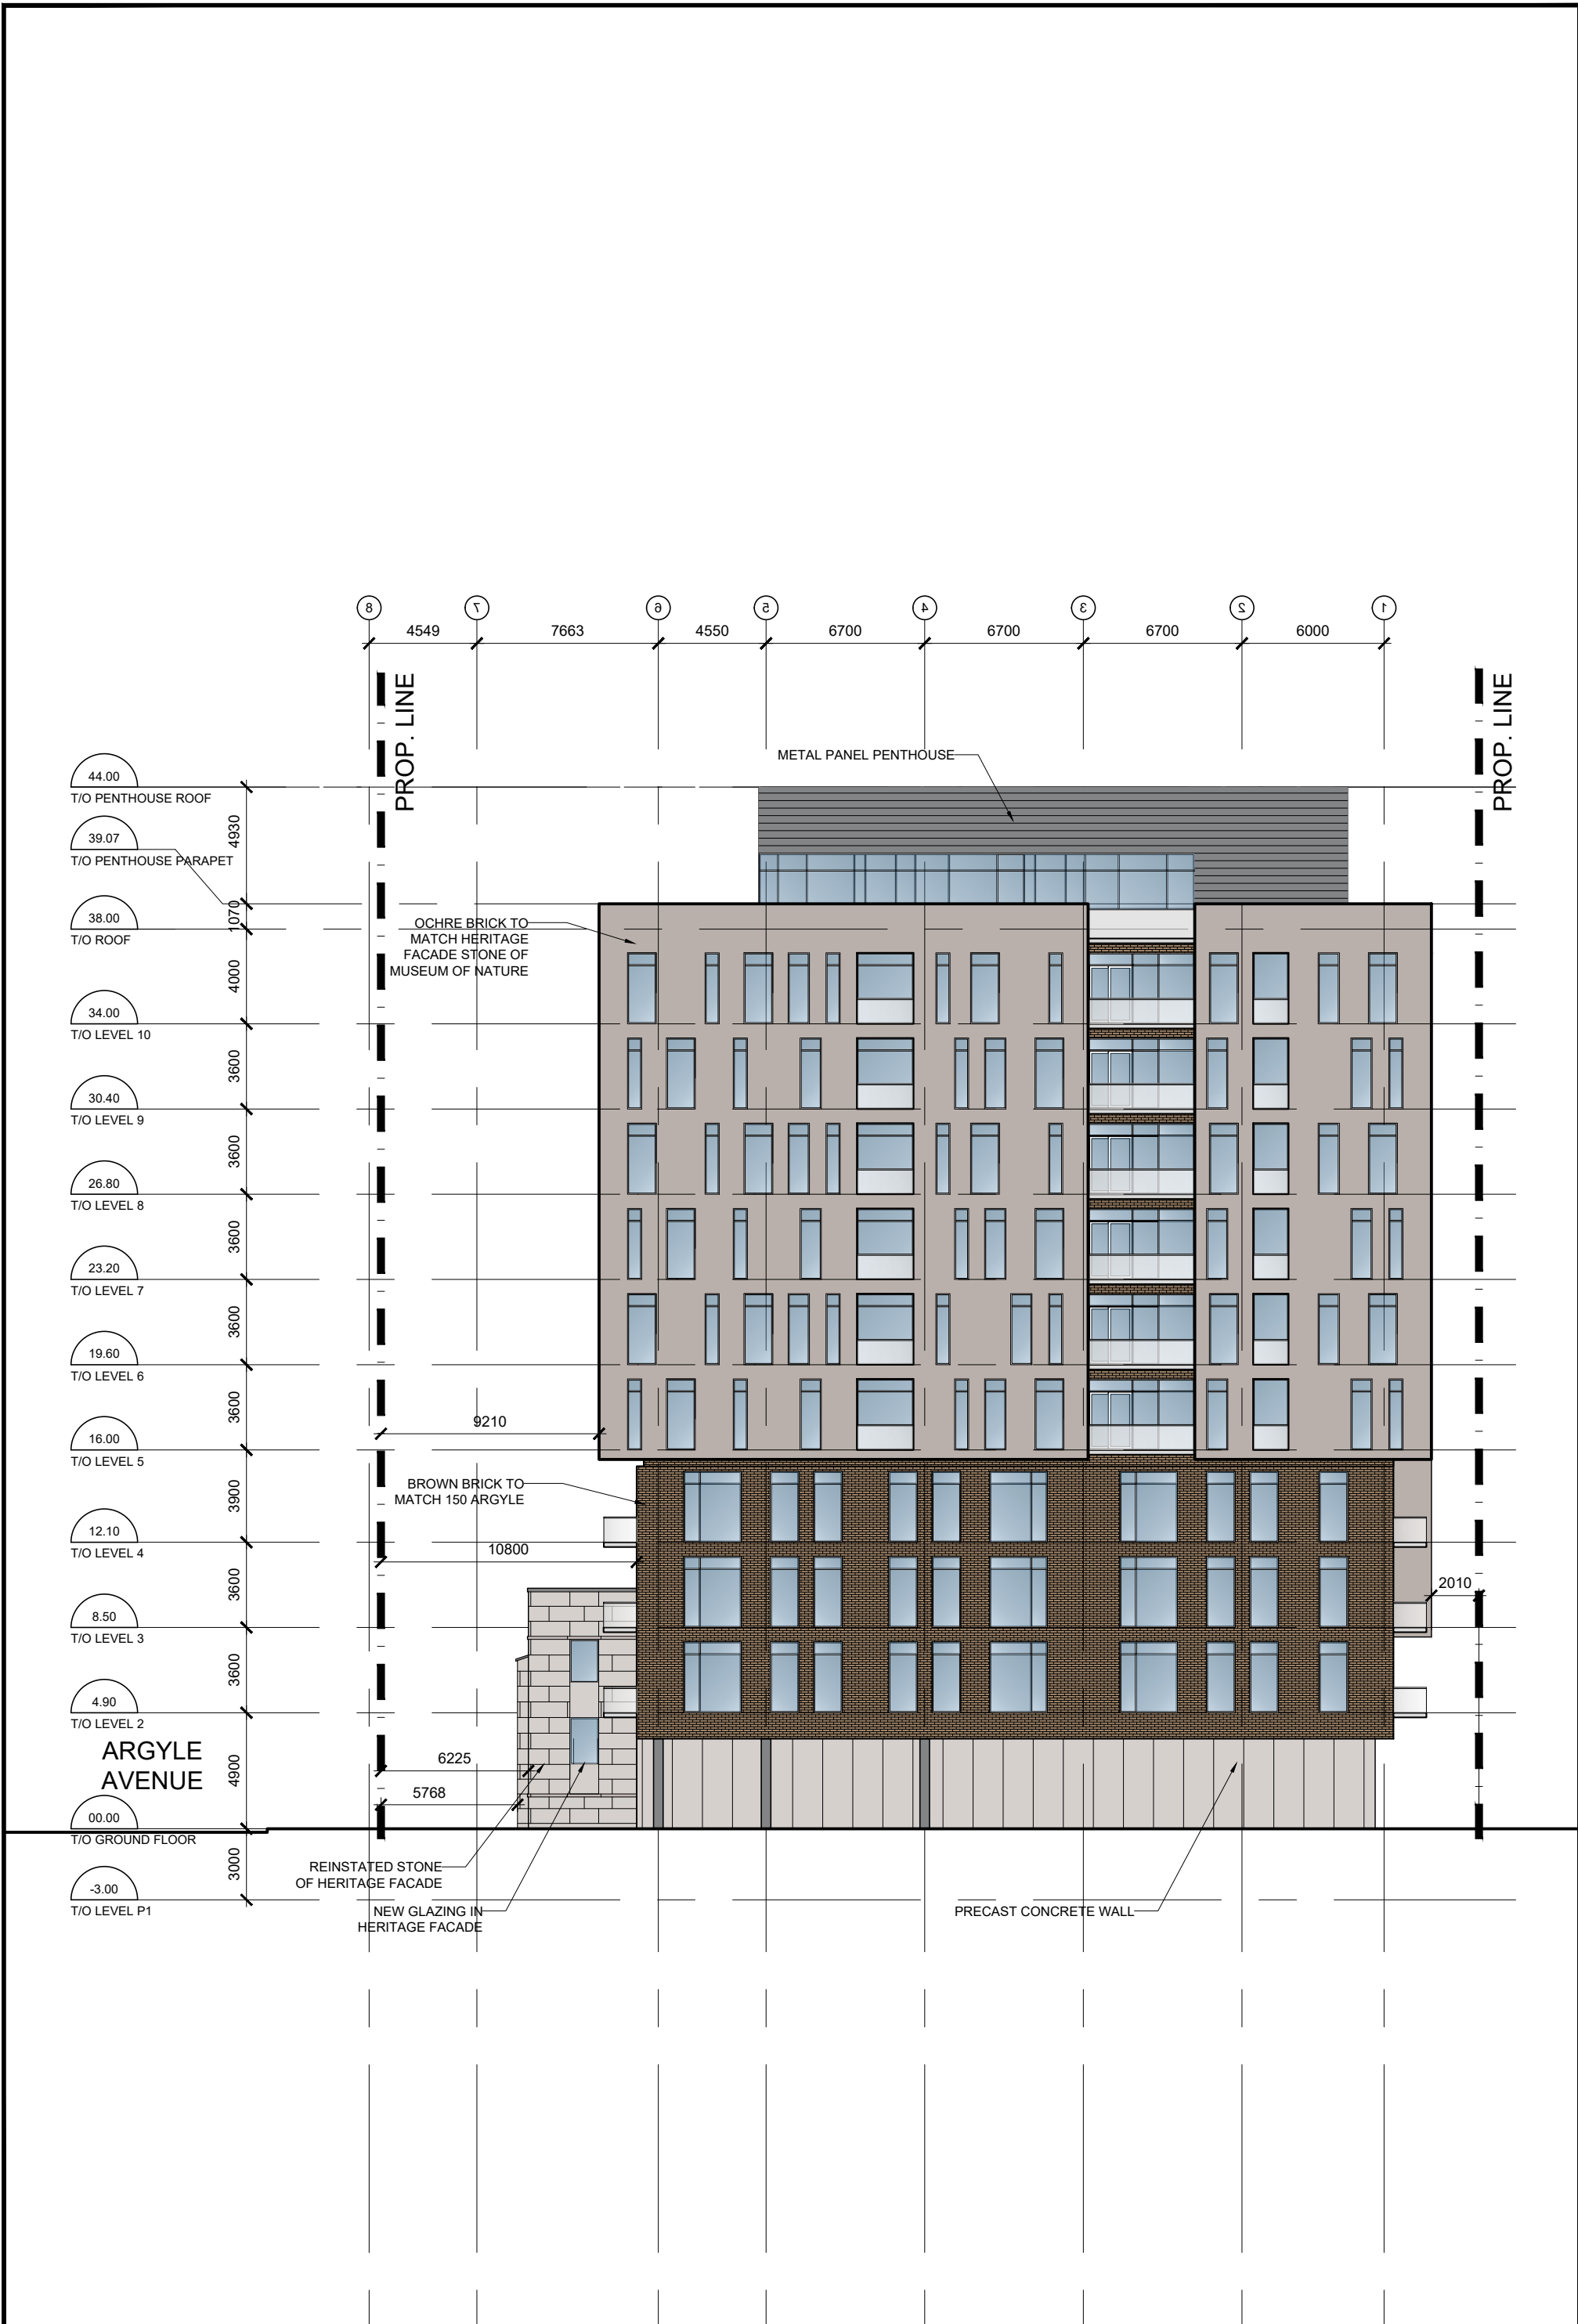 8
7
6
5
4
3
2
1
4549
7663
4550
6700
6700
6700
6000
PROP. LINE
PROP. LINE
METAL PANEL PENTHOUSE
44.00
T/O PENTHOUSE ROOF
4930
39.07
T/O PENTHOUSE PARAPET
1070
38.00
T/O ROOF
OCHRE BRICK TO
MATCH HERITAGE
FACADE STONE OF
MUSEUM OF NATURE
4000
34.00
T/O LEVEL 10
3600
30.40
T/O LEVEL 9
3600
26.80
T/O LEVEL 8
3600
23.20
T/O LEVEL 7
3600
19.60
T/O LEVEL 6
3600
9210
16.00
T/O LEVEL 5
BROWN BRICK TO
MATCH 150 ARGYLE
3900
12.10
T/O LEVEL 4
10800
3600
2010
8.50
T/O LEVEL 3
3600
4.90
T/O LEVEL 2
ARGYLE
AVENUE
4900
6225
5768
00.00
T/O GROUND FLOOR
3000
REINSTATED STONE
OF HERITAGE FACADE
-3.00
T/O LEVEL P1
NEW GLAZING IN
HERITAGE FACADE
PRECAST CONCRETE WALL